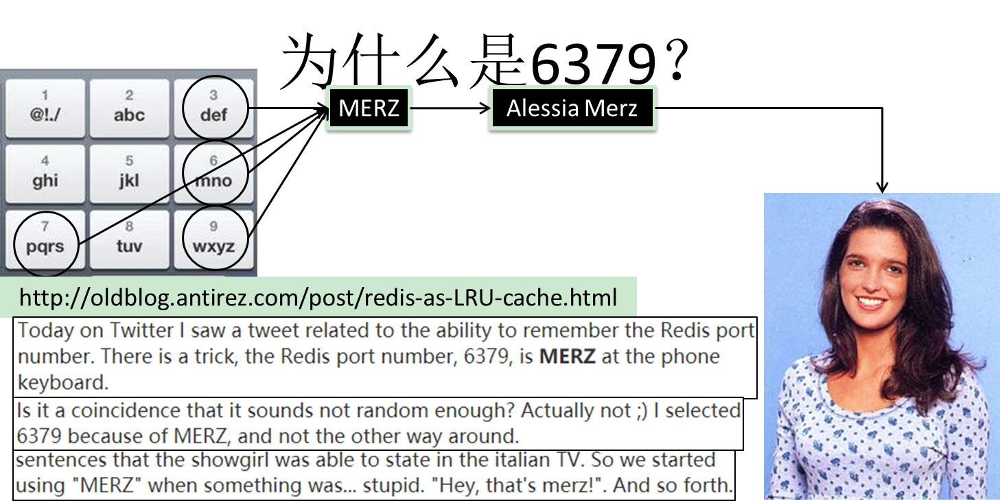 为什么是6379？
1 2 3
@!./ abc def
4 5 6
ghi jkl mno
7 8 9
pqrs tuv wxyz
MERZ
Alessia Merz
http://oldblog.antirez.com/post/redis-as-LRU-cache.html
Today on Twitter I saw a tweet related to the ability to remember the Redis port
number. There is a trick, the Redis port number, 6379, is MERZ at the phone
keyboard.
Is it a coincidence that it sounds not random enough? Actually not ;) I selected
6379 because of MERZ, and not the other way around.
sentences that the showgirl was able to state in the italian TV. So we started
using "MERZ" when something was... stupid. "Hey, that's merz!". And so forth.